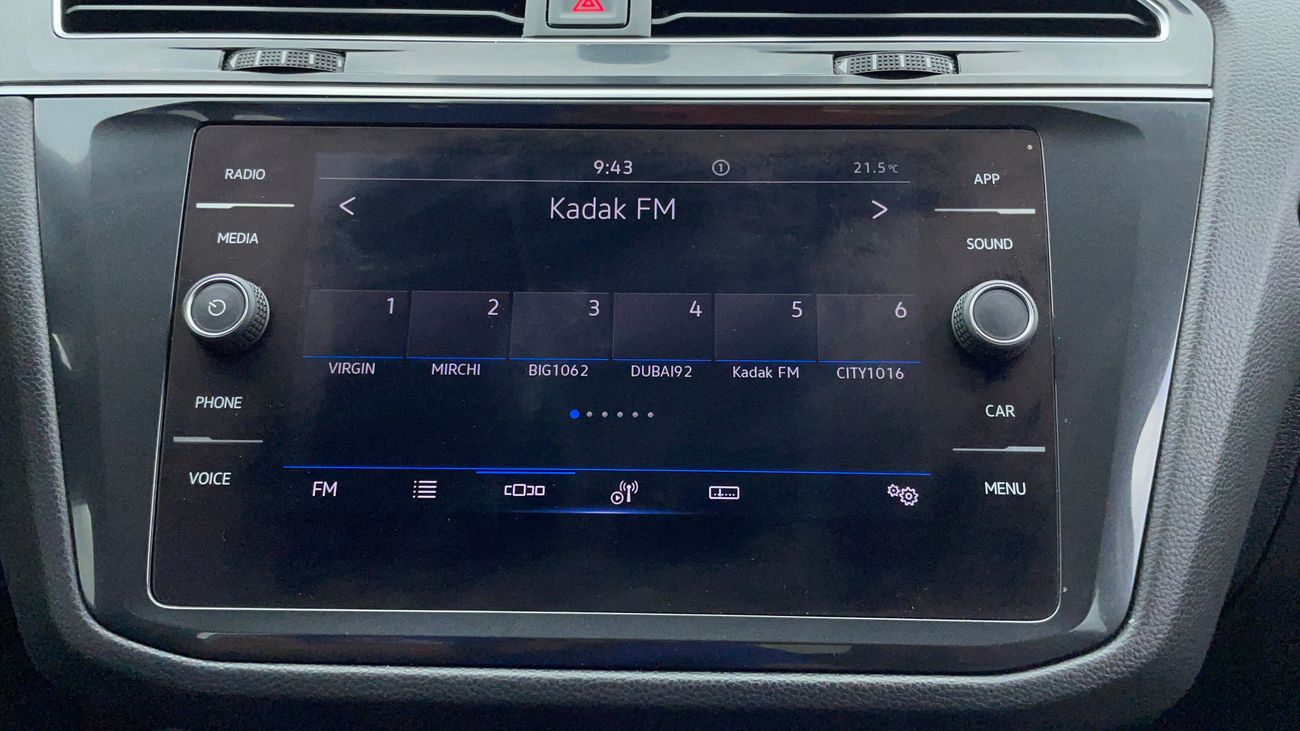 9:43 1 21.5°C
RADIO
APP
< Kadak FM >
MEDIA
SOUND
1 2 3 4 5 6
VIRGIN MIRCHI BIG1062 DUBAI92 Kadak FM CITY1016
PHONE
CAR
VOICE
FM
MENU